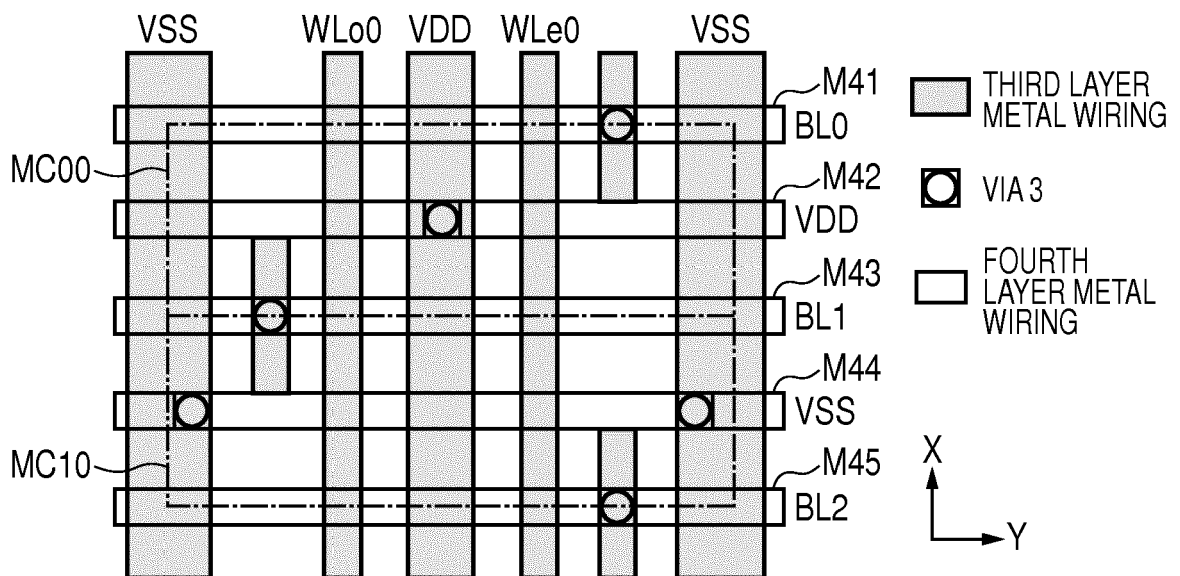 VSS WLo0 VDD WLe0 VSS
M41
BL0
MC00
M42
VDD
M43
BL1
M44
VSS
MC10
M45
BL2
THIRD LAYER
METAL WIRING
VIA 3
FOURTH
LAYER METAL
WIRING
X
Y